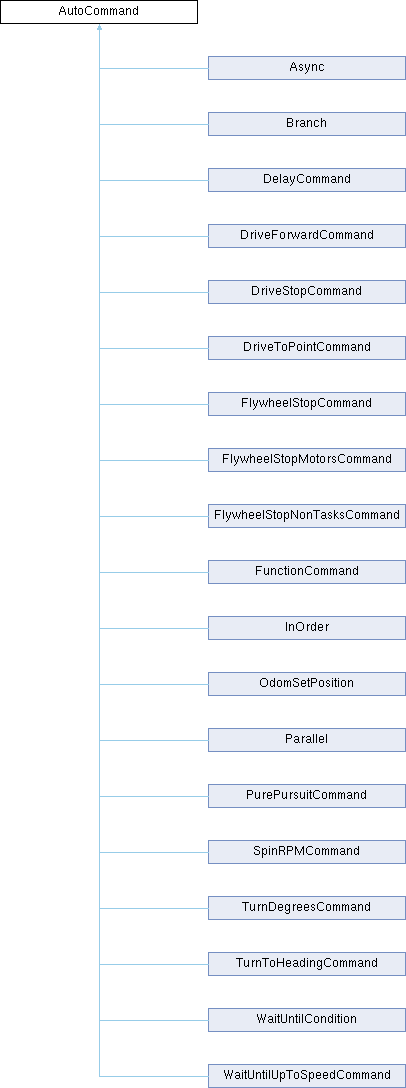 AutoCommand
Async
Branch
DelayCommand
DriveForwardCommand
DriveStopCommand
DriveToPointCommand
FlywheelStopCommand
FlywheelStopMotorsCommand
FlywheelStopNonTasksCommand
FunctionCommand
InOrder
OdomSetPosition
Parallel
PurePursuitCommand
SpinRPMCommand
TurnDegreesCommand
TurnToHeadingCommand
WaitUntilCondition
WaitUntilUpToSpeedCommand